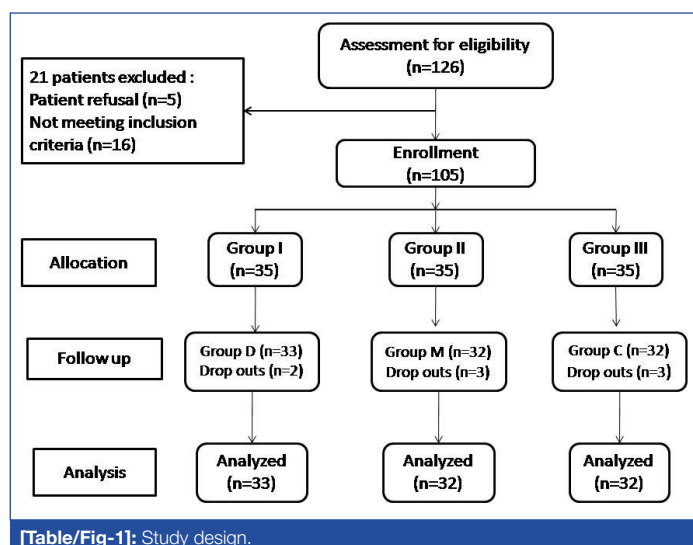 Assessment for eligibility
(n=126)
21 patients excluded :
Patient refusal (n=5)
Not meeting inclusion
criteria (n=16)
Enrollment
(n=105)
Allocation
Group I
(n=35)
Group II
(n=35)
Group III
(n=35)
Follow up
Group D (n=33)
Drop outs (n=2)
Group M (n=32)
Drop outs (n=3)
Group C (n=32)
Drop outs (n=3)
Analysis
Analyzed
(n=33)
Analyzed
(n=32)
Analyzed
(n=32)
[Table/Fig-1]: Study design.